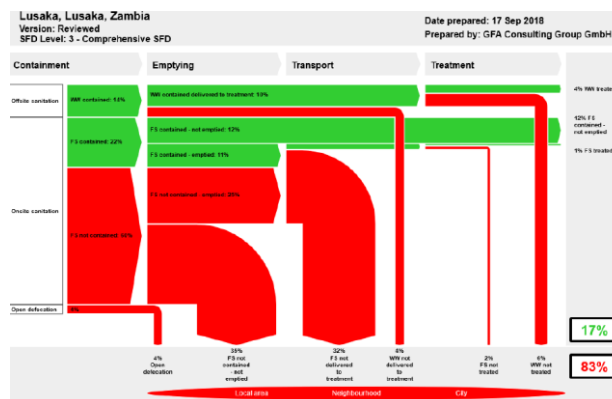 Lusaka, Lusaka, Zambia
Version: Reviewed
SFD Level: 3 - Comprehensive SFD
Date prepared: 17 Sep 2018
Prepared by: GFA Consulting Group GmbH
Containment
Emptying
Transport
Treatment
Offsite sanitation
WW contained: 14%
WW contained delivered to treatment: 10%
4% WW treated
FS contained: 22%
FS contained - not emptied: 12%
12% FS
contained -
not emptied
FS contained - emptied: 11%
1% FS treated
Onsite sanitation
FS not contained:
FS not contained - emptied:
Open defecation
4%
17%
83%
4%
Open
defecation
FS not
contained
- not
emptied
32%
FS not
delivered
to
treatment
4%
WW not
delivered to
treatment
2%
FS not
treated
6%
WW not
treated
Local area
Neighbourhood
City